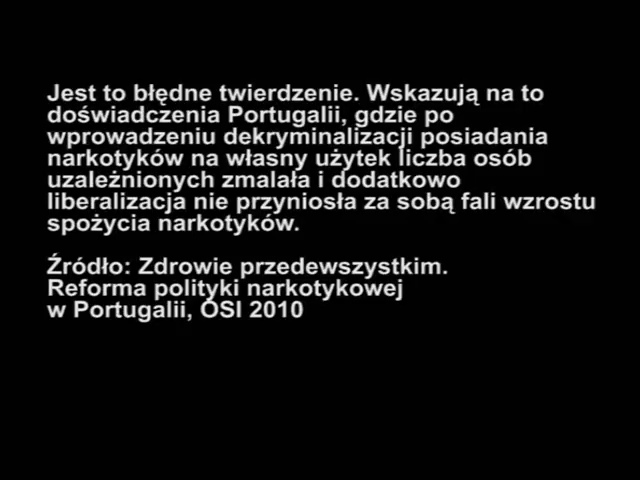 Jest to błędne twierdzenie. Wskazują na to
doświadczenia Portugalii, gdzie po
wprowadzeniu dekryminalizacji posiadania
narkotyków na własny użytek liczba osób
uzależnionych zmalała i dodatkowo
liberalizacja nie przyniosła za sobą fali wzrostu
spożycia narkotyków.
Źródło: Zdrowie przedewszystkim.
Reforma polityki narkotykowej
w Portugalii, OSI 2010